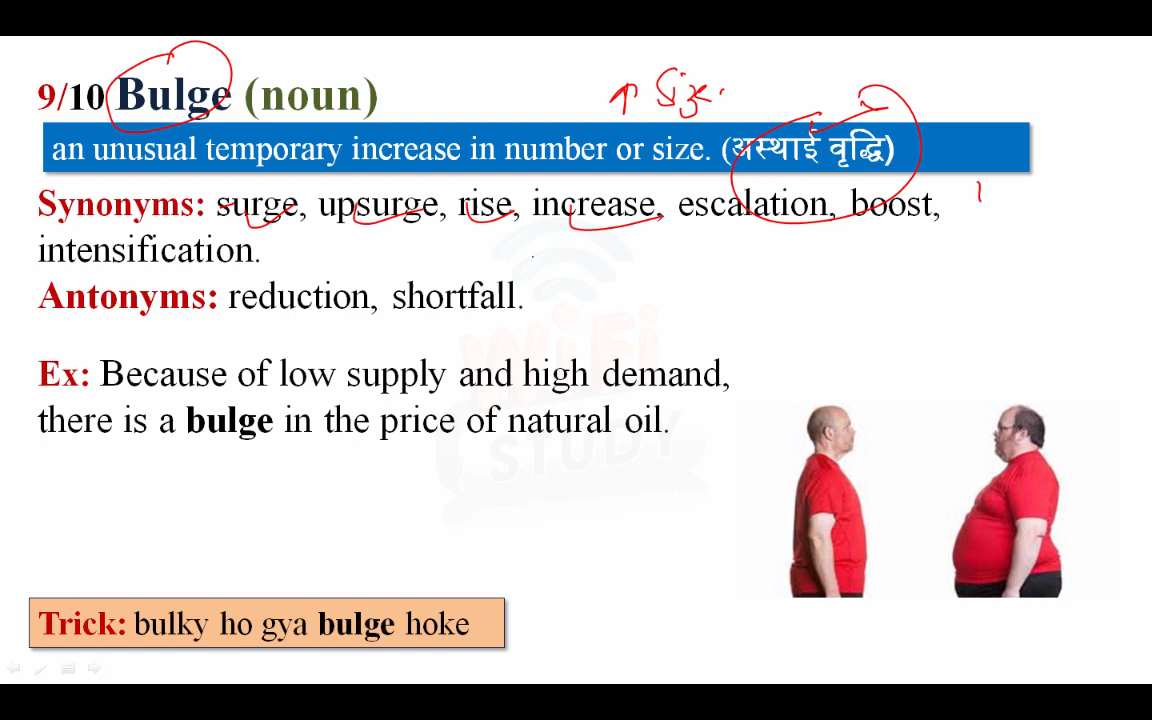 9/10 Bulge (noun)
↑ Size
an unusual temporary increase in number or size. (अस्थाई वृद्धि)
Synonyms: surge, upsurge, rise, increase, escalation, boost,
intensification.
Antonyms: reduction, shortfall.
WiFi
STUDY
Ex: Because of low supply and high demand,
there is a bulge in the price of natural oil.
Trick: bulky ho gya bulge hoke